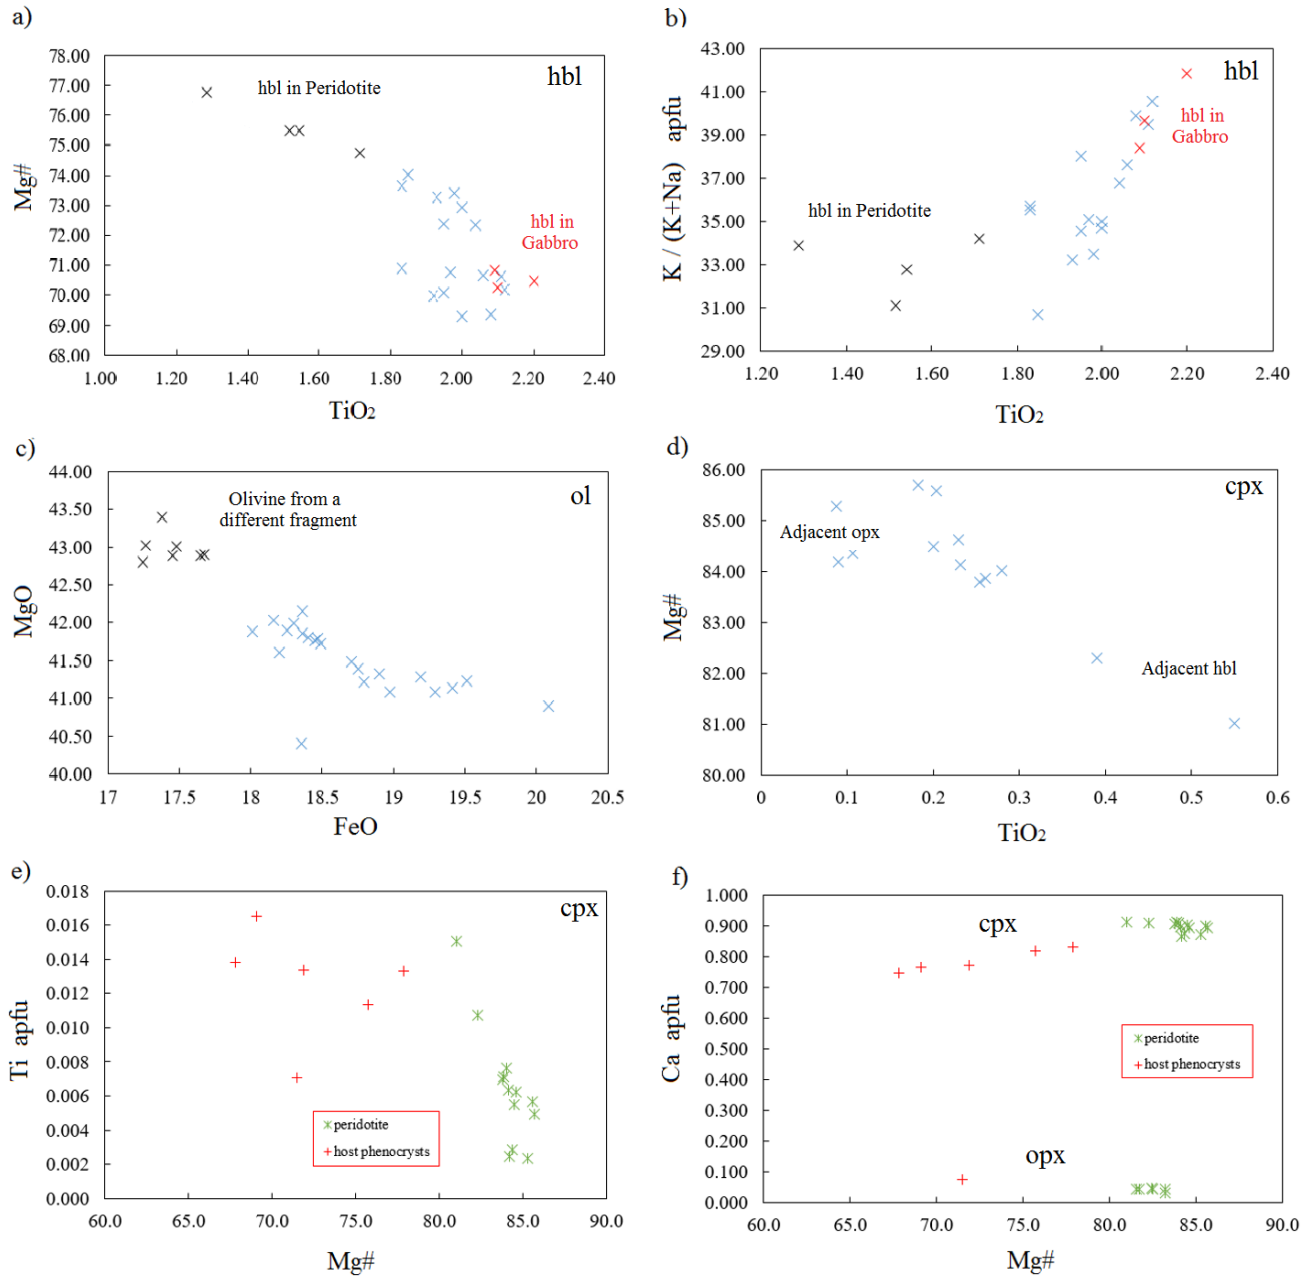 a)
78.00
77.00
76.00
75.00
74.00
73.00
72.00
71.00
70.00
69.00
68.00
Mg#
hbl
hbl in Peridotite
hbl in
Gabbro
1.00 1.20 1.40 1.60 1.80 2.00 2.20 2.40
TiO2
b)
43.00
41.00
39.00
37.00
35.00
33.00
31.00
29.00
K / (K+Na) apfu
hbl
hbl in
Gabbro
hbl in Peridotite
1.20 1.40 1.60 1.80 2.00 2.20 2.40
TiO2
c)
44.00
43.50
43.00
42.50
42.00
41.50
41.00
40.50
40.00
MgO
ol
Olivine from a
different fragment
17 17.5 18 18.5 19 19.5 20 20.5
FeO
d)
86.00
85.00
84.00
83.00
82.00
81.00
80.00
Mg#
cpx
Adjacent opx
Adjacent hbl
0 0.1 0.2 0.3 0.4 0.5 0.6
TiO2
e)
0.018
0.016
0.014
0.012
0.010
0.008
0.006
0.004
0.002
0.000
Ti apfu
cpx
peridotite
host phenocrysts
60.0 65.0 70.0 75.0 80.0 85.0 90.0
Mg#
f)
1.000
0.900
0.800
0.700
0.600
0.500
0.400
0.300
0.200
0.100
0.000
Ca apfu
cpx
peridotite
host phenocrysts
opx
60.0 65.0 70.0 75.0 80.0 85.0 90.0
Mg#